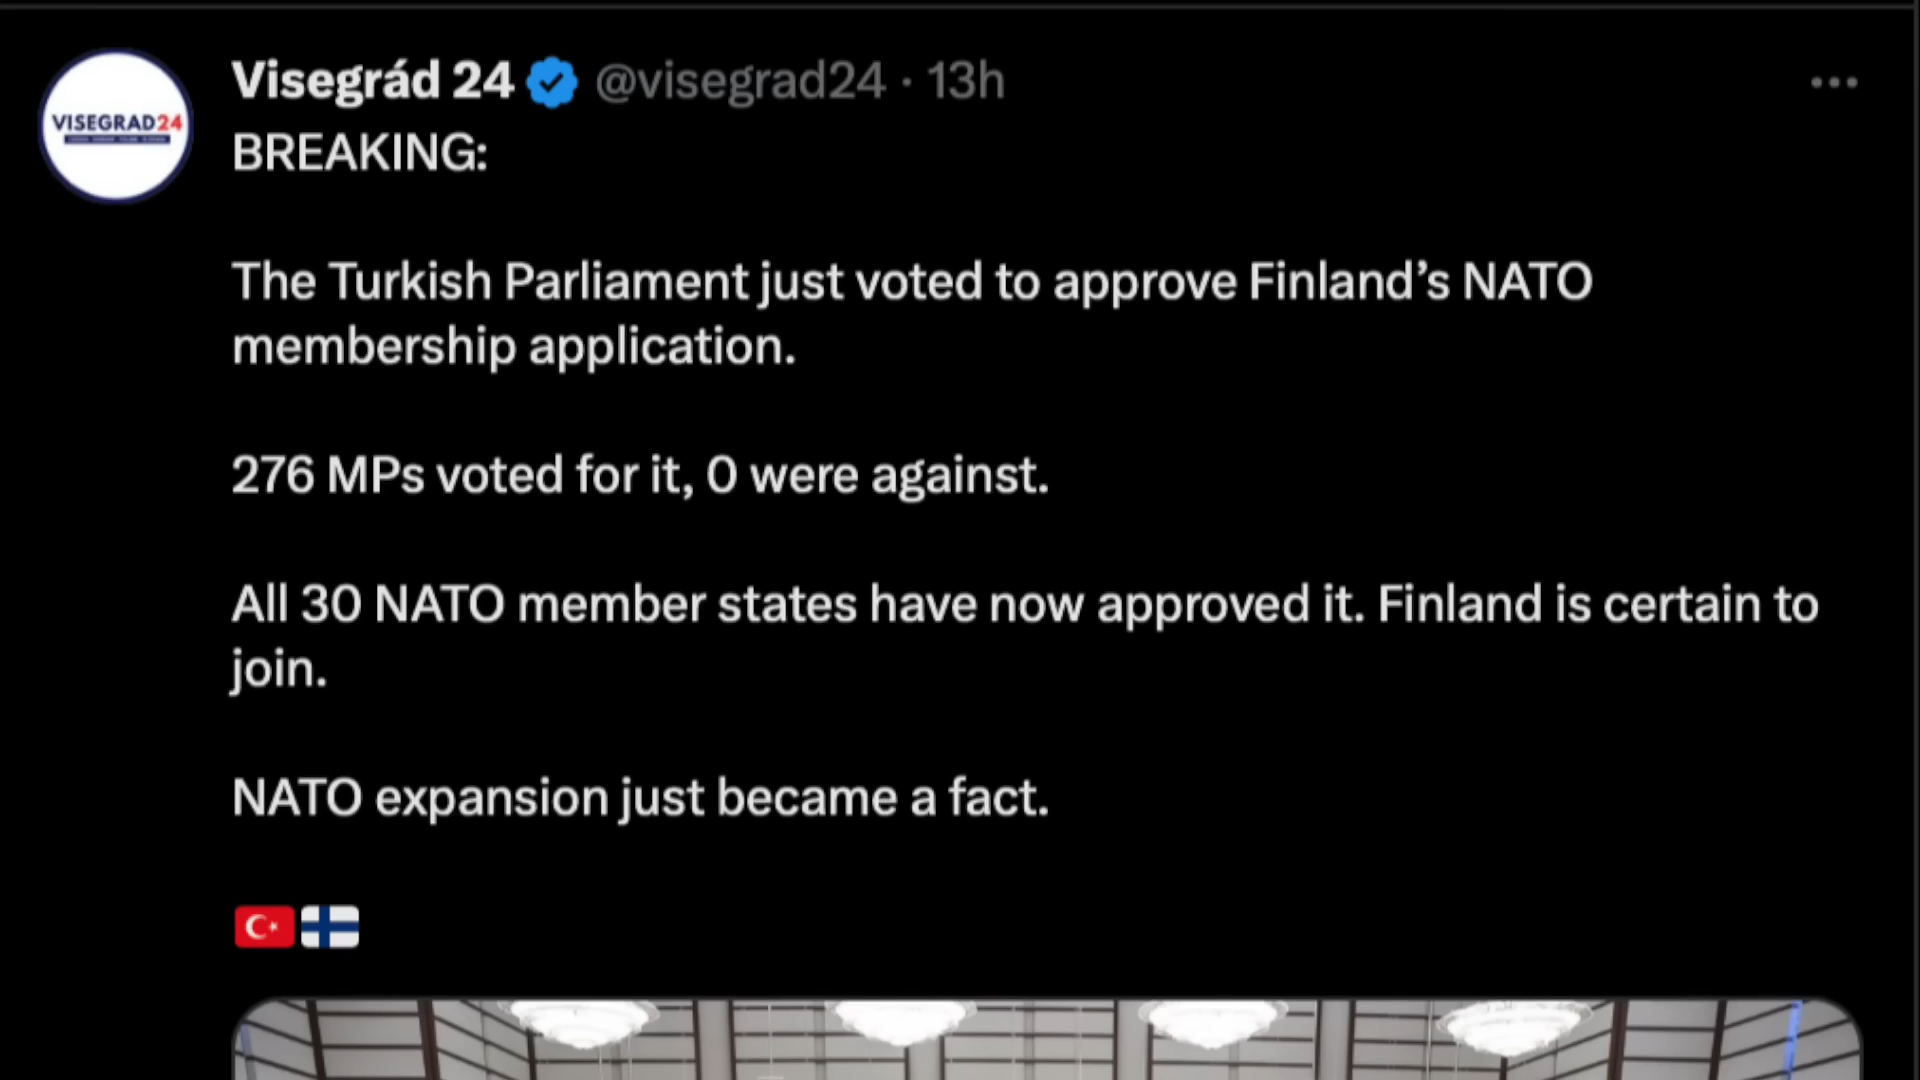 Visegrád 24 @visegrad24 · 13h
VISEGRAD24
BREAKING:
The Turkish Parliament just voted to approve Finland’s NATO
membership application.
276 MPs voted for it, 0 were against.
All 30 NATO member states have now approved it. Finland is certain to
join.
NATO expansion just became a fact.